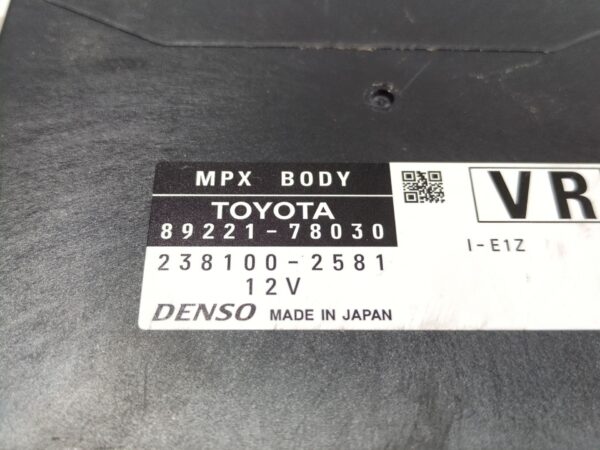 MPX BODY
TOYOTA
89221-78030
238100-2581
12V
DENSO MADE IN JAPAN
VR
I-E1Z